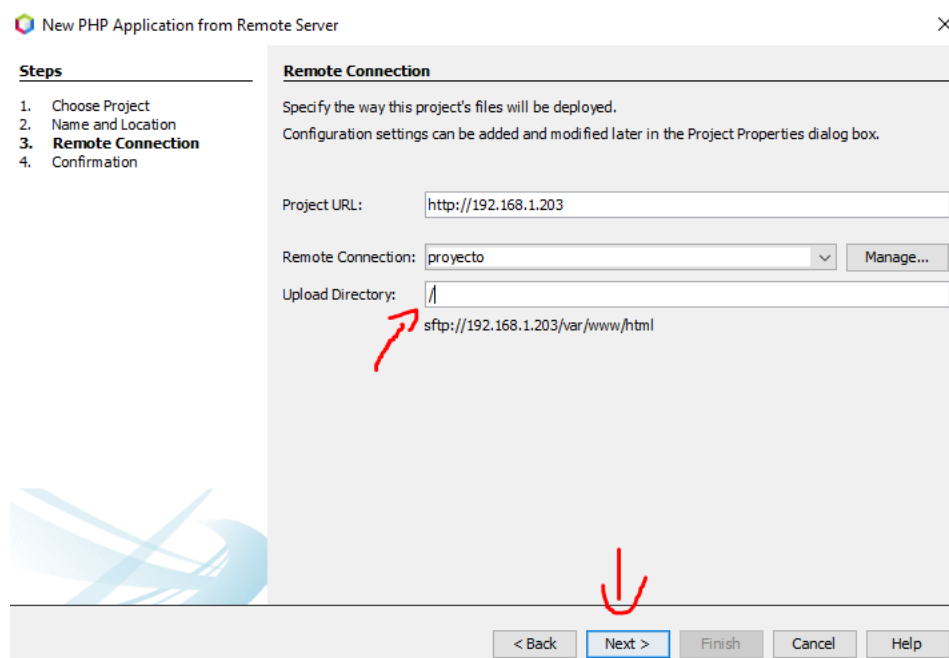 New PHP Application from Remote Server
Steps
1. Choose Project
2. Name and Location
3. Remote Connection
4. Confirmation
Remote Connection
Specify the way this project's files will be deployed.
Configuration settings can be added and modified later in the Project Properties dialog box.
Project URL: http://192.168.1.203
Remote Connection: proyecto Manage...
Upload Directory: /
sftp://192.168.1.203/var/www/html
< Back Next > Finish Cancel Help